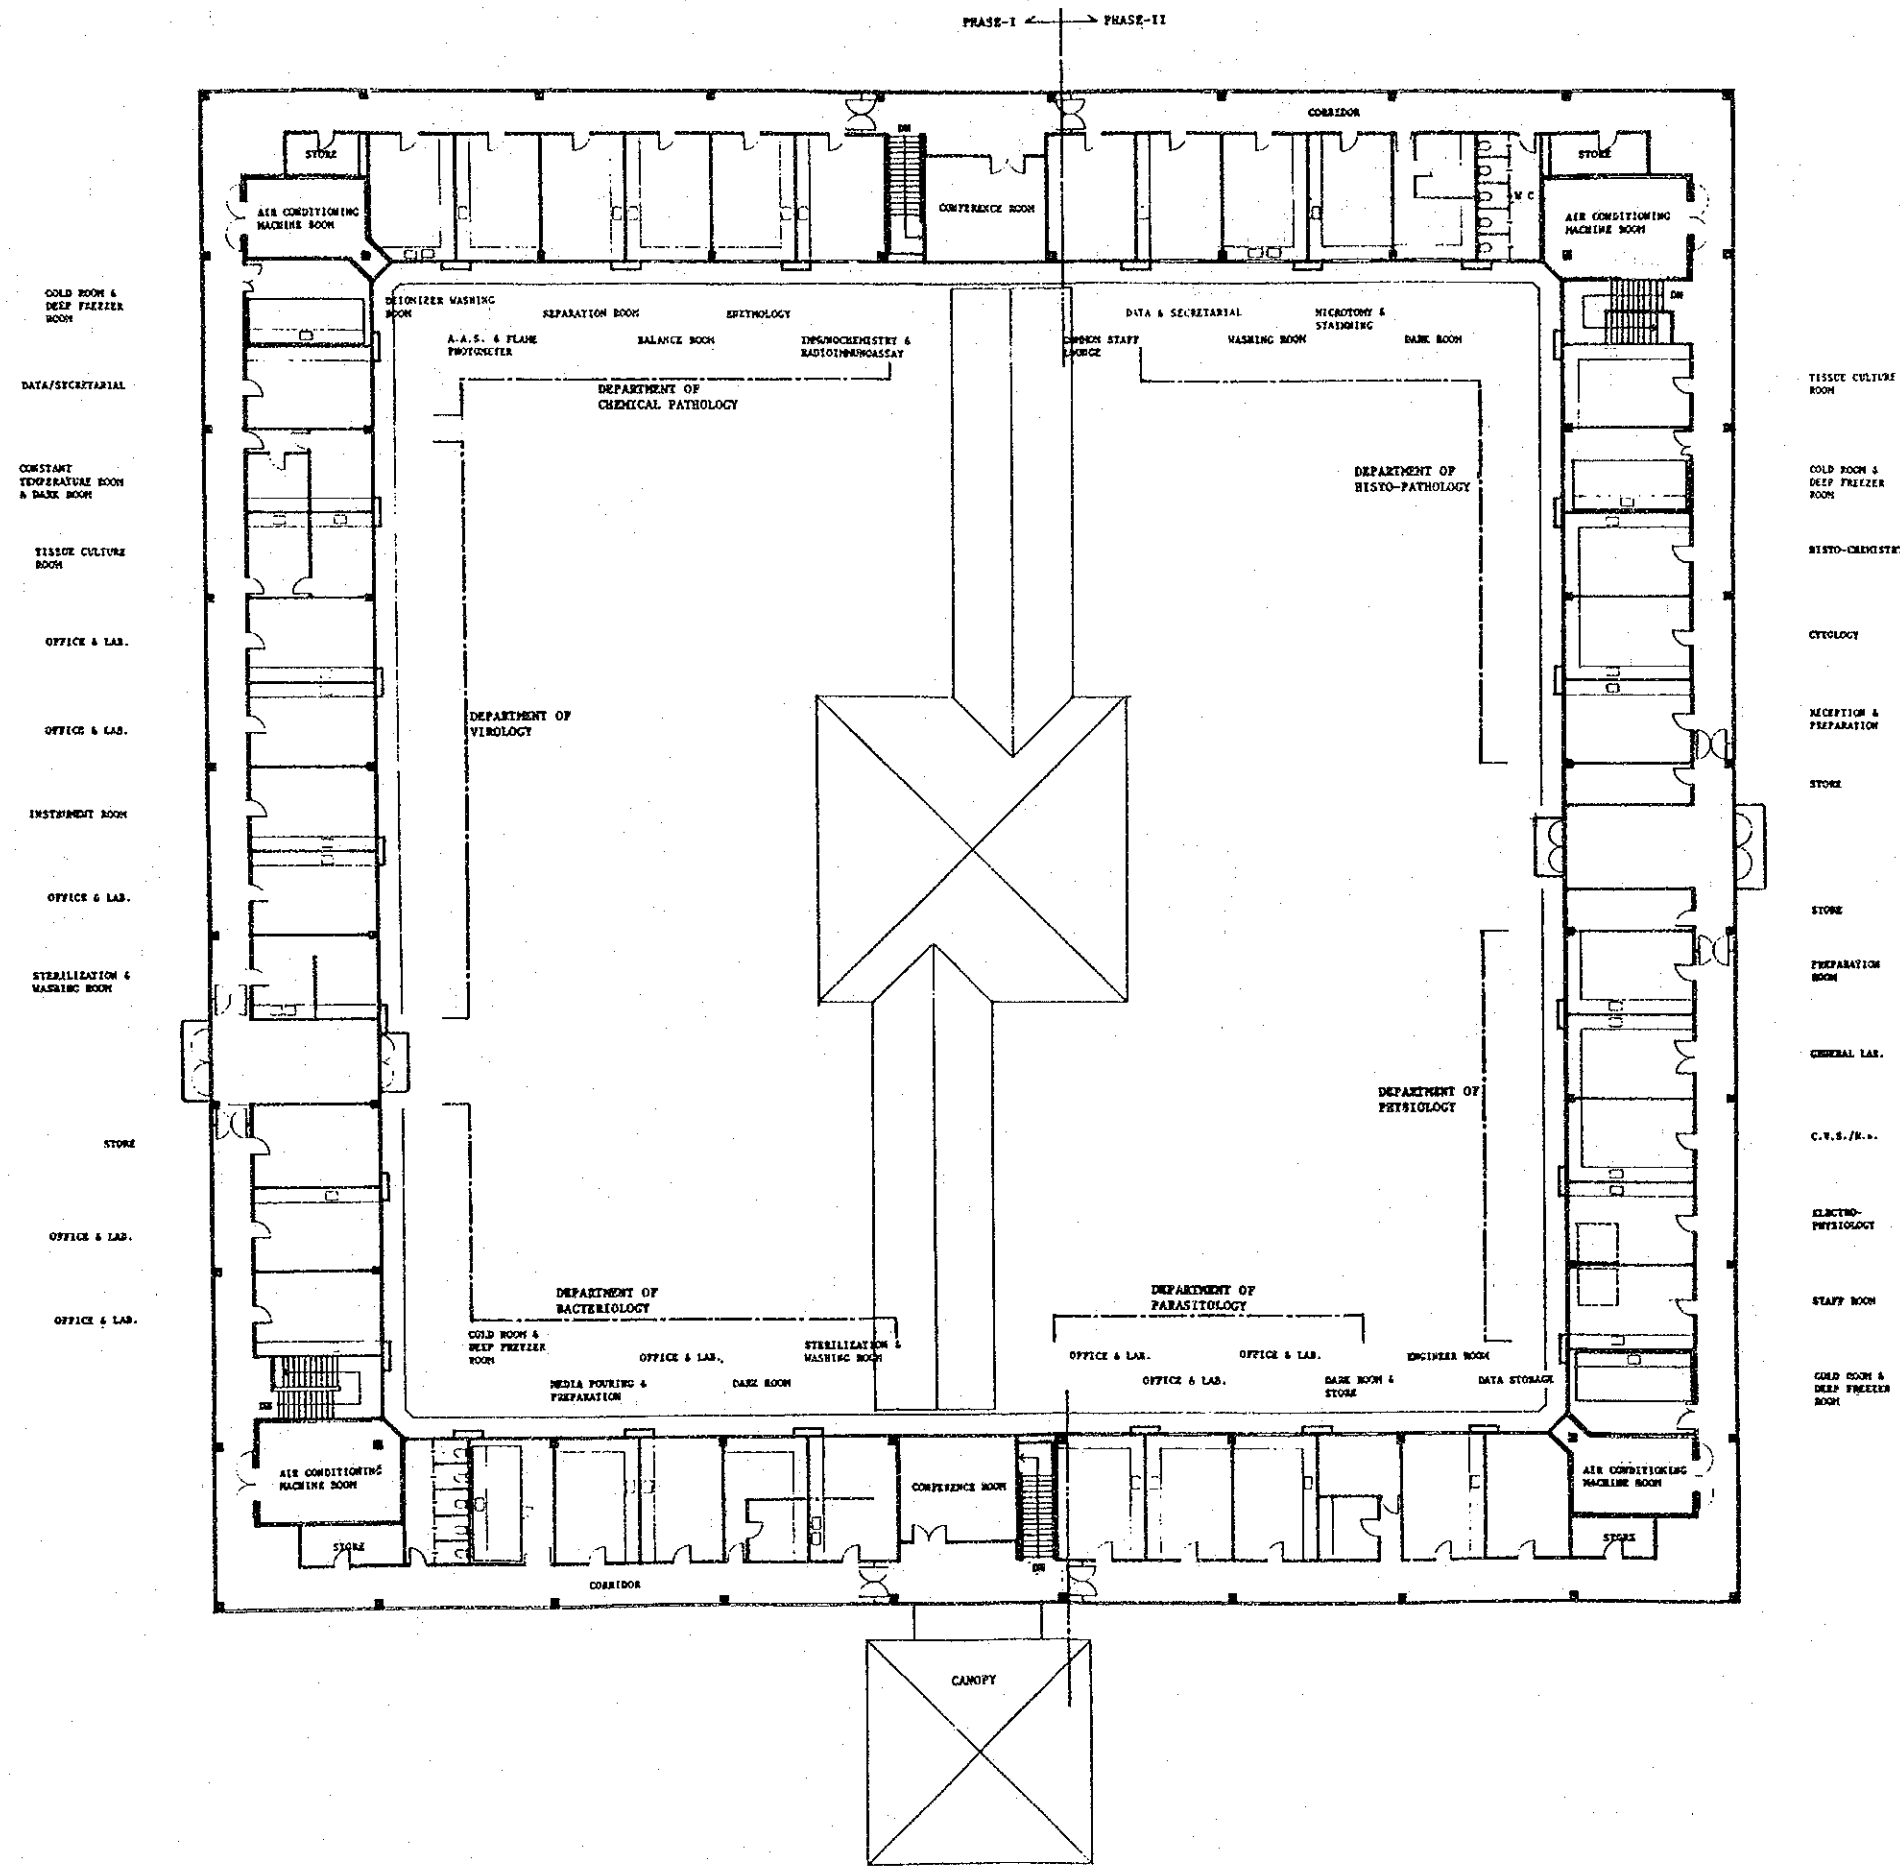 PHASE-I
PHASE-II
CORRIDOR
DN
STORE
STORE
AIR CONDITIONING
MACHINE ROOM
CONFERENCE ROOM
W C
AIR CONDITIONING
MACHINE ROOM
DN
COLD ROOM &
DEEP FREEZER
ROOM
DEIONIZER WASHING
ROOM
SEPARATION ROOM
ENZYMOLOGY
DATA & SECRETARIAL
MICROTOMY &
STAINNING
A.A.S. & FLAME
PHOTOMETER
BALANCE ROOM
IMMUNOCHEMISTRY &
RADIOIMMUNOASSAY
COMMON STAFF
LOUNGE
WASHING ROOM
DARK ROOM
DATA/SECRETARIAL
DEPARTMENT OF
CHEMICAL PATHOLOGY
TISSUE CULTURE
ROOM
CONSTANT
TEMPERATURE ROOM
& DARK ROOM
DEPARTMENT OF
HISTO-PATHOLOGY
COLD ROOM &
DEEP FREEZER
ROOM
TISSUE CULTURE
ROOM
HISTO-CHEMISTR
OFFICE & LAB.
CYTOLOGY
OFFICE & LAB.
DEPARTMENT OF
VIROLOGY
RECEPTION &
PREPARATION
INSTRUMENT ROOM
STORE
OFFICE & LAB.
STORE
STERILIZATION &
WASHING ROOM
PREPARATION
ROOM
GENERAL LAB.
DEPARTMENT OF
PHYSIOLOGY
STORE
C.V.S./
OFFICE & LAB.
ELECTRO-
PHYSIOLOGY
DEPARTMENT OF
BACTERIOLOGY
DEPARTMENT OF
PARASITOLOGY
STAFF ROOM
OFFICE & LAB.
COLD ROOM &
DEEP FREEZER
ROOM
OFFICE & LAB.
STERILIZATION &
WASHING ROOM
OFFICE & LAB.
OFFICE & LAB.
ENGINEER ROOM
MEDIA POURING &
PREPARATION
DARK ROOM
OFFICE & LAB.
DARK ROOM &
STORE
DATA STORAGE
COLD ROOM &
DEEP FREEZER
ROOM
DN
AIR CONDITIONING
MACHINE ROOM
CONFERENCE ROOM
AIR CONDITIONING
MACHINE ROOM
STORE
STORE
DN
CORRIDOR
CANOPY